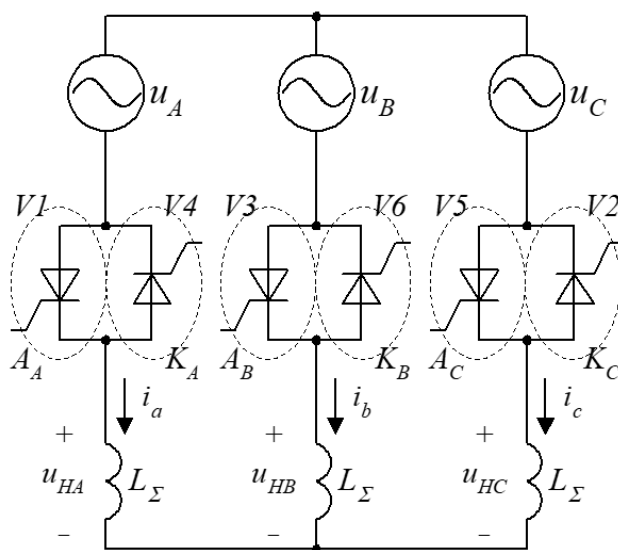 u_A u_B u_C
V1 V4 V3 V6 V5 V2
A_A K_A A_B K_B A_C K_C
i_a i_b i_c
+ + +
u_HA L_Σ u_HB L_Σ u_HC L_Σ
− − −